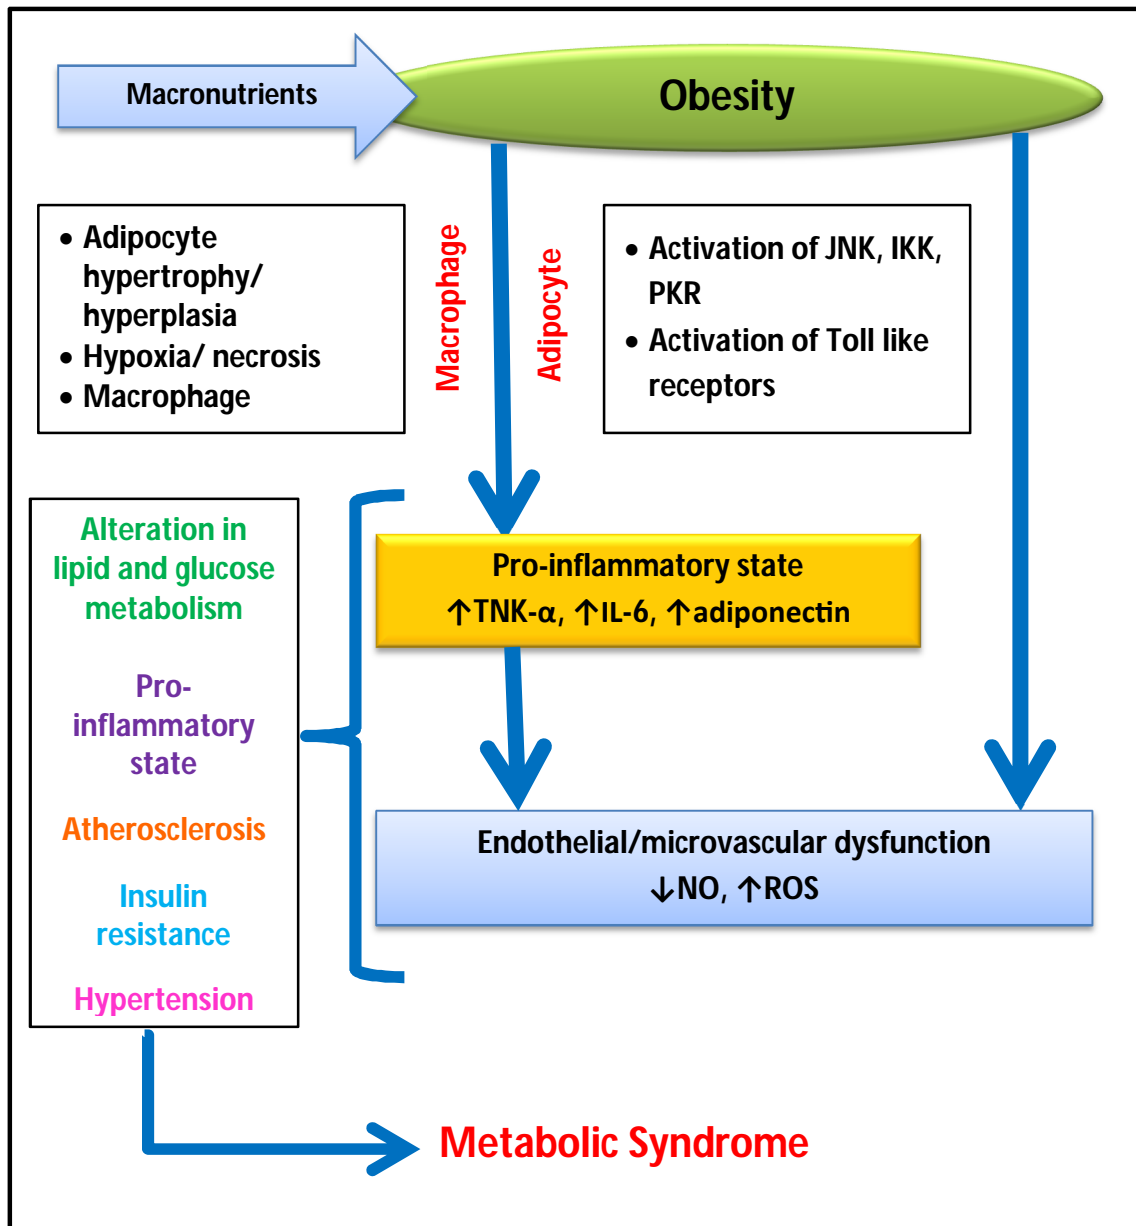 Macronutrients
Obesity
• Adipocyte
hypertrophy/
hyperplasia
• Hypoxia/ necrosis
• Macrophage
Macrophage
Adipocyte
• Activation of JNK, IKK,
PKR
• Activation of Toll like
receptors
Alteration in
lipid and glucose
metabolism
Pro-
inflammatory
state
Atherosclerosis
Insulin
resistance
Hypertension
Pro-inflammatory state
↑TNK-α, ↑IL-6, ↑adiponectin
Endothelial/microvascular dysfunction
↓NO, ↑ROS
Metabolic Syndrome